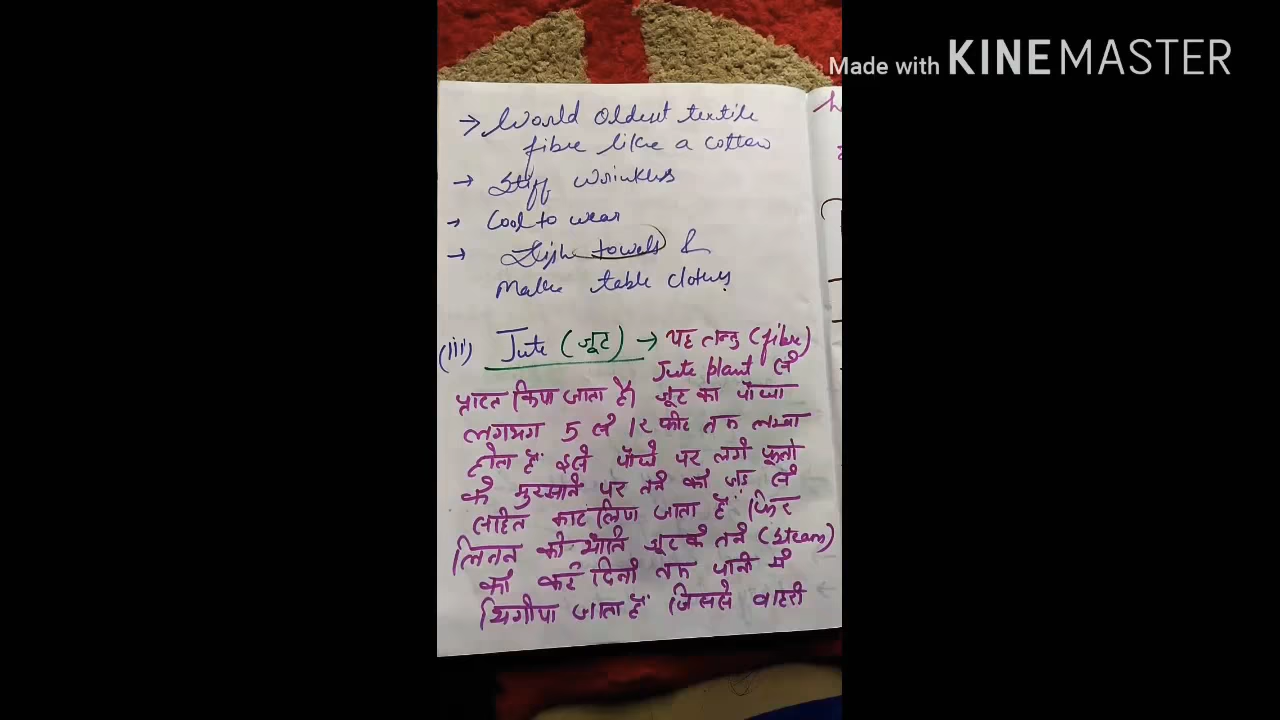 Made with KINEMASTER
→ World Oldest textile
fibre like a cotton
→ Stiff wrinkles
→ Cool to wear
→ towels &
Make table clothes
(iii) Jute (जूट) → यह तन्तु (fibre)
Jute plant से
प्राप्त किया जाता है। जूट का पौधा
लगभग 5 से 12 फीट तक लम्बा
होता हैं इसे पौधे पर लगे फूलो
के मुरझाने पर तने को जड़ से
सहित काट लिया जाता हैं फिर
लिनन की भाँति जूट के तने (steam)
को कई दिनों तक पानी में
भिगोया जाता हैं जिससे बाहरी